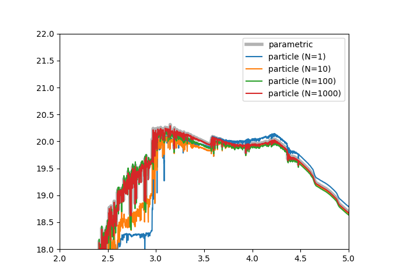 22.0
21.5
21.0
20.5
20.0
19.5
19.0
18.5
18.0
2.0 2.5 3.0 3.5 4.0 4.5 5.0
parametric
particle (N=1)
particle (N=10)
particle (N=100)
particle (N=1000)